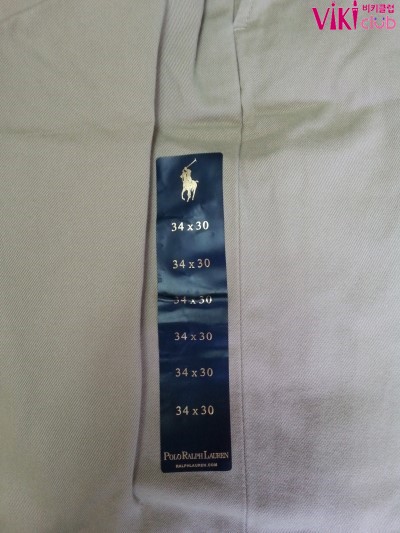 비키클럽
Viki
club
34 x 30
34 x 30
34 x 30
34 x 30
34 x 30
34 x 30
POLO RALPH LAUREN
RALPHLAUREN.COM